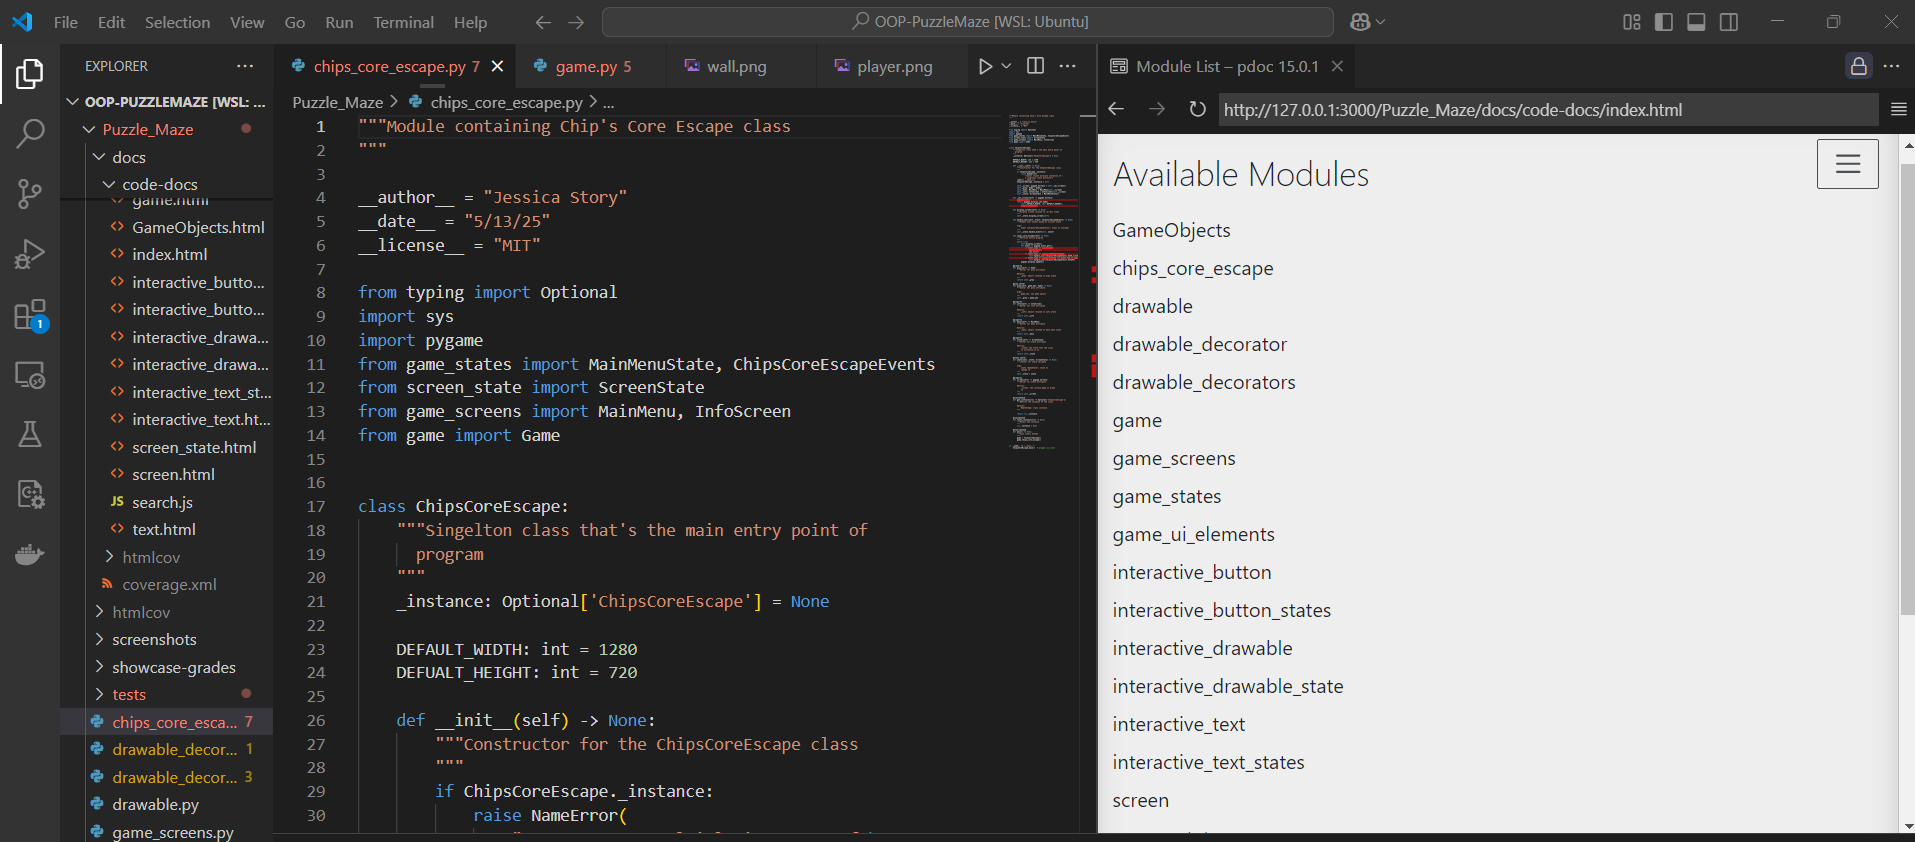 File Edit Selection View Go Run Terminal Help
OOP-PuzzleMaze [WSL: Ubuntu]
EXPLORER
OOP-PUZZLEMAZE [WSL: ...
Puzzle_Maze
docs
code-docs
game.html
GameObjects.html
index.html
interactive_butto...
interactive_butto...
interactive_drawa...
interactive_drawa...
interactive_text_st...
interactive_text.ht...
screen_state.html
screen.html
JS search.js
text.html
htmlcov
coverage.xml
htmlcov
screenshots
showcase-grades
tests
chips_core_esca... 7
drawable_decor... 1
drawable_decor... 3
drawable.py
game_screens.py
1
chips_core_escape.py 7
game.py 5
wall.png
player.png
Puzzle_Maze > chips_core_escape.py > ...
1 """Module containing Chip's Core Escape class
2 """
3
4 __author__ = "Jessica Story"
5 __date__ = "5/13/25"
6 __license__ = "MIT"
7
8 from typing import Optional
9 import sys
10 import pygame
11 from game_states import MainMenuState, ChipsCoreEscapeEvents
12 from screen_state import ScreenState
13 from game_screens import MainMenu, InfoScreen
14 from game import Game
15
16
17 class ChipsCoreEscape:
18 """Singelton class that's the main entry point of
19 program
20 """
21 _instance: Optional['ChipsCoreEscape'] = None
22
23 DEFAULT_WIDTH: int = 1280
24 DEFUALT_HEIGHT: int = 720
25
26 def __init__(self) -> None:
27 """Constructor for the ChipsCoreEscape class
28 """
29 if ChipsCoreEscape._instance:
30 raise NameError(
Module List – pdoc 15.0.1
http://127.0.0.1:3000/Puzzle_Maze/docs/code-docs/index.html
Available Modules
GameObjects
chips_core_escape
drawable
drawable_decorator
drawable_decorators
game
game_screens
game_states
game_ui_elements
interactive_button
interactive_button_states
interactive_drawable
interactive_drawable_state
interactive_text
interactive_text_states
screen